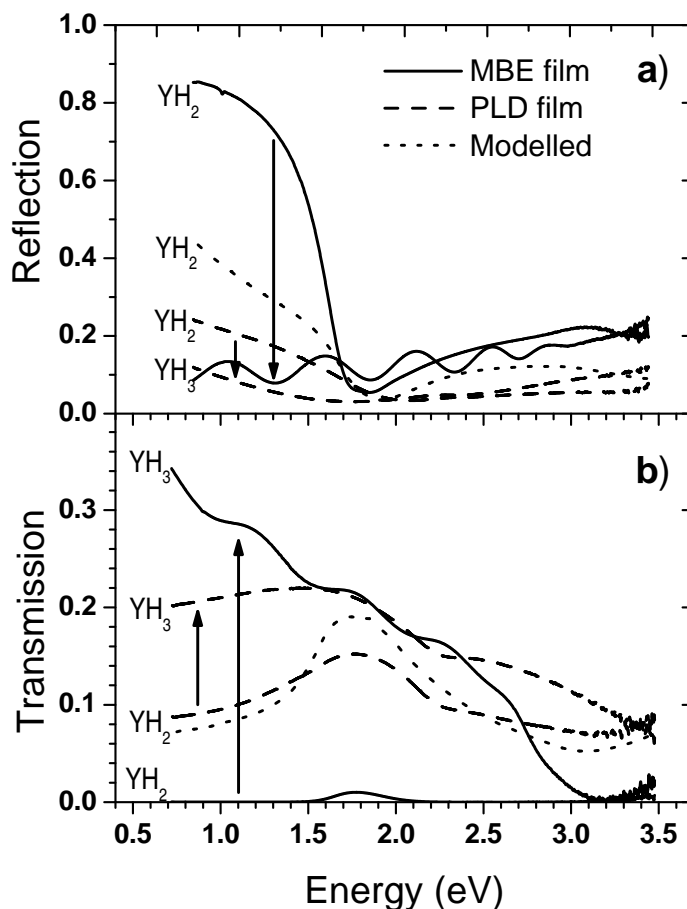 1.0
0.8
0.6
0.4
0.2
0.0
Reflection
a)
MBE film
PLD film
Modelled
YH₂
YH₂
YH₂
YH₃
b)
0.3
0.2
0.1
0.0
Transmission
YH₃
YH₃
YH₂
YH₂
0.5 1.0 1.5 2.0 2.5 3.0 3.5
Energy (eV)